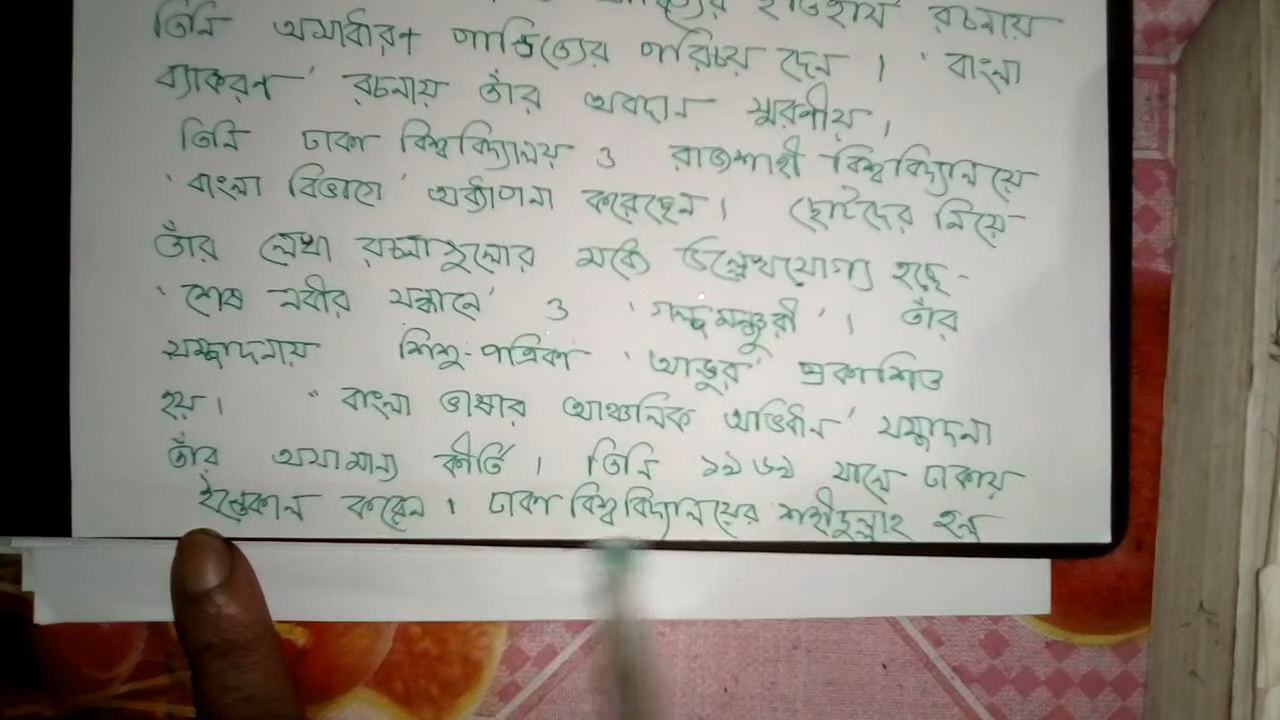 ইতিহাস রচনায়
তিনি অসাধারণ পান্ডিত্যের পরিচয় দেন। 'বাংলা
ব্যাকরণ' রচনায় তাঁর অবদান স্মরণীয়।
তিনি ঢাকা বিশ্ববিদ্যালয় ও রাজশাহী বিশ্ববিদ্যালয়ে
'বাংলা বিভাগে' অধ্যাপনা করেছেন। ছোটদের নিয়ে
তাঁর লেখা রচনাগুলোর মধ্যে উল্লেখযোগ্য হচ্ছে-
'শেষ নবীর সন্ধানে' ও 'গল্পমঞ্জুরী'। তাঁর
সম্পাদনায় শিশু-পত্রিকা 'আঙুর' প্রকাশিত
হয়। "বাংলা ভাষার আঞ্চলিক অভিধান' সম্পাদনা
তাঁর অসামান্য কীর্তি। তিনি ১৯৬৯ সালে ঢাকায়
ইন্তেকাল করেন। ঢাকা বিশ্ববিদ্যালয়ের শহীদুল্লাহ হল